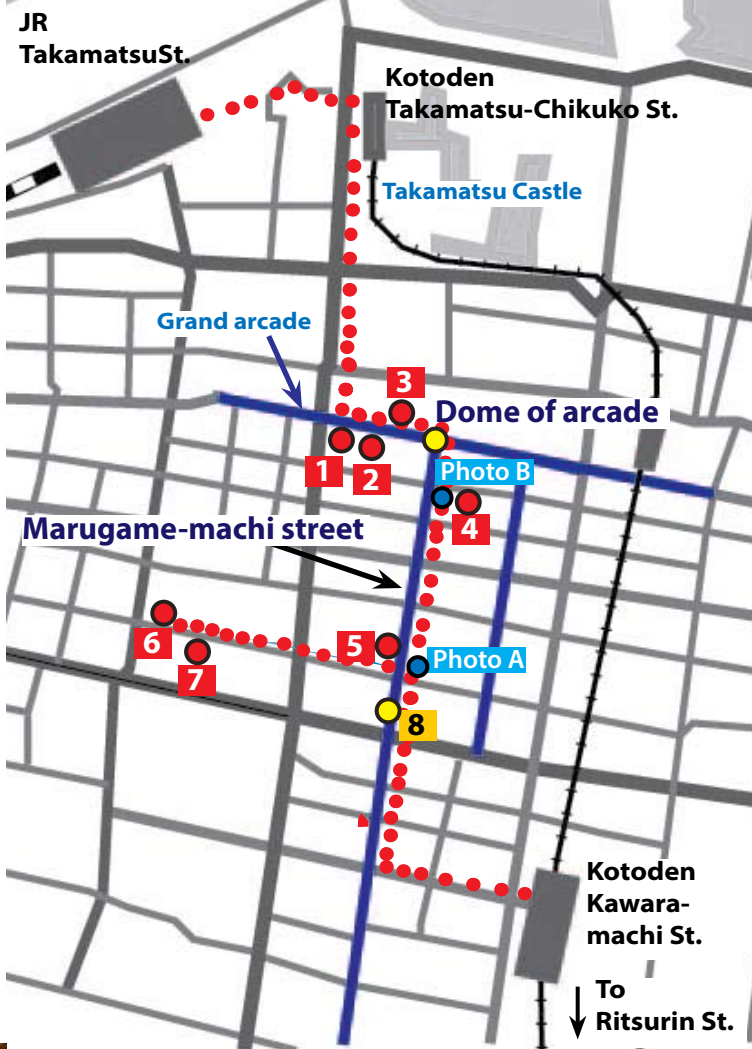 JR
TakamatsuSt.
Kotoden
Takamatsu-Chikuko St.
Takamatsu Castle
Grand arcade
3
Dome of arcade
1
2
Photo B
4
Marugame-machi street
6
5
7
Photo A
8
Kotoden
Kawara-
machi St.
To
Ritsurin St.